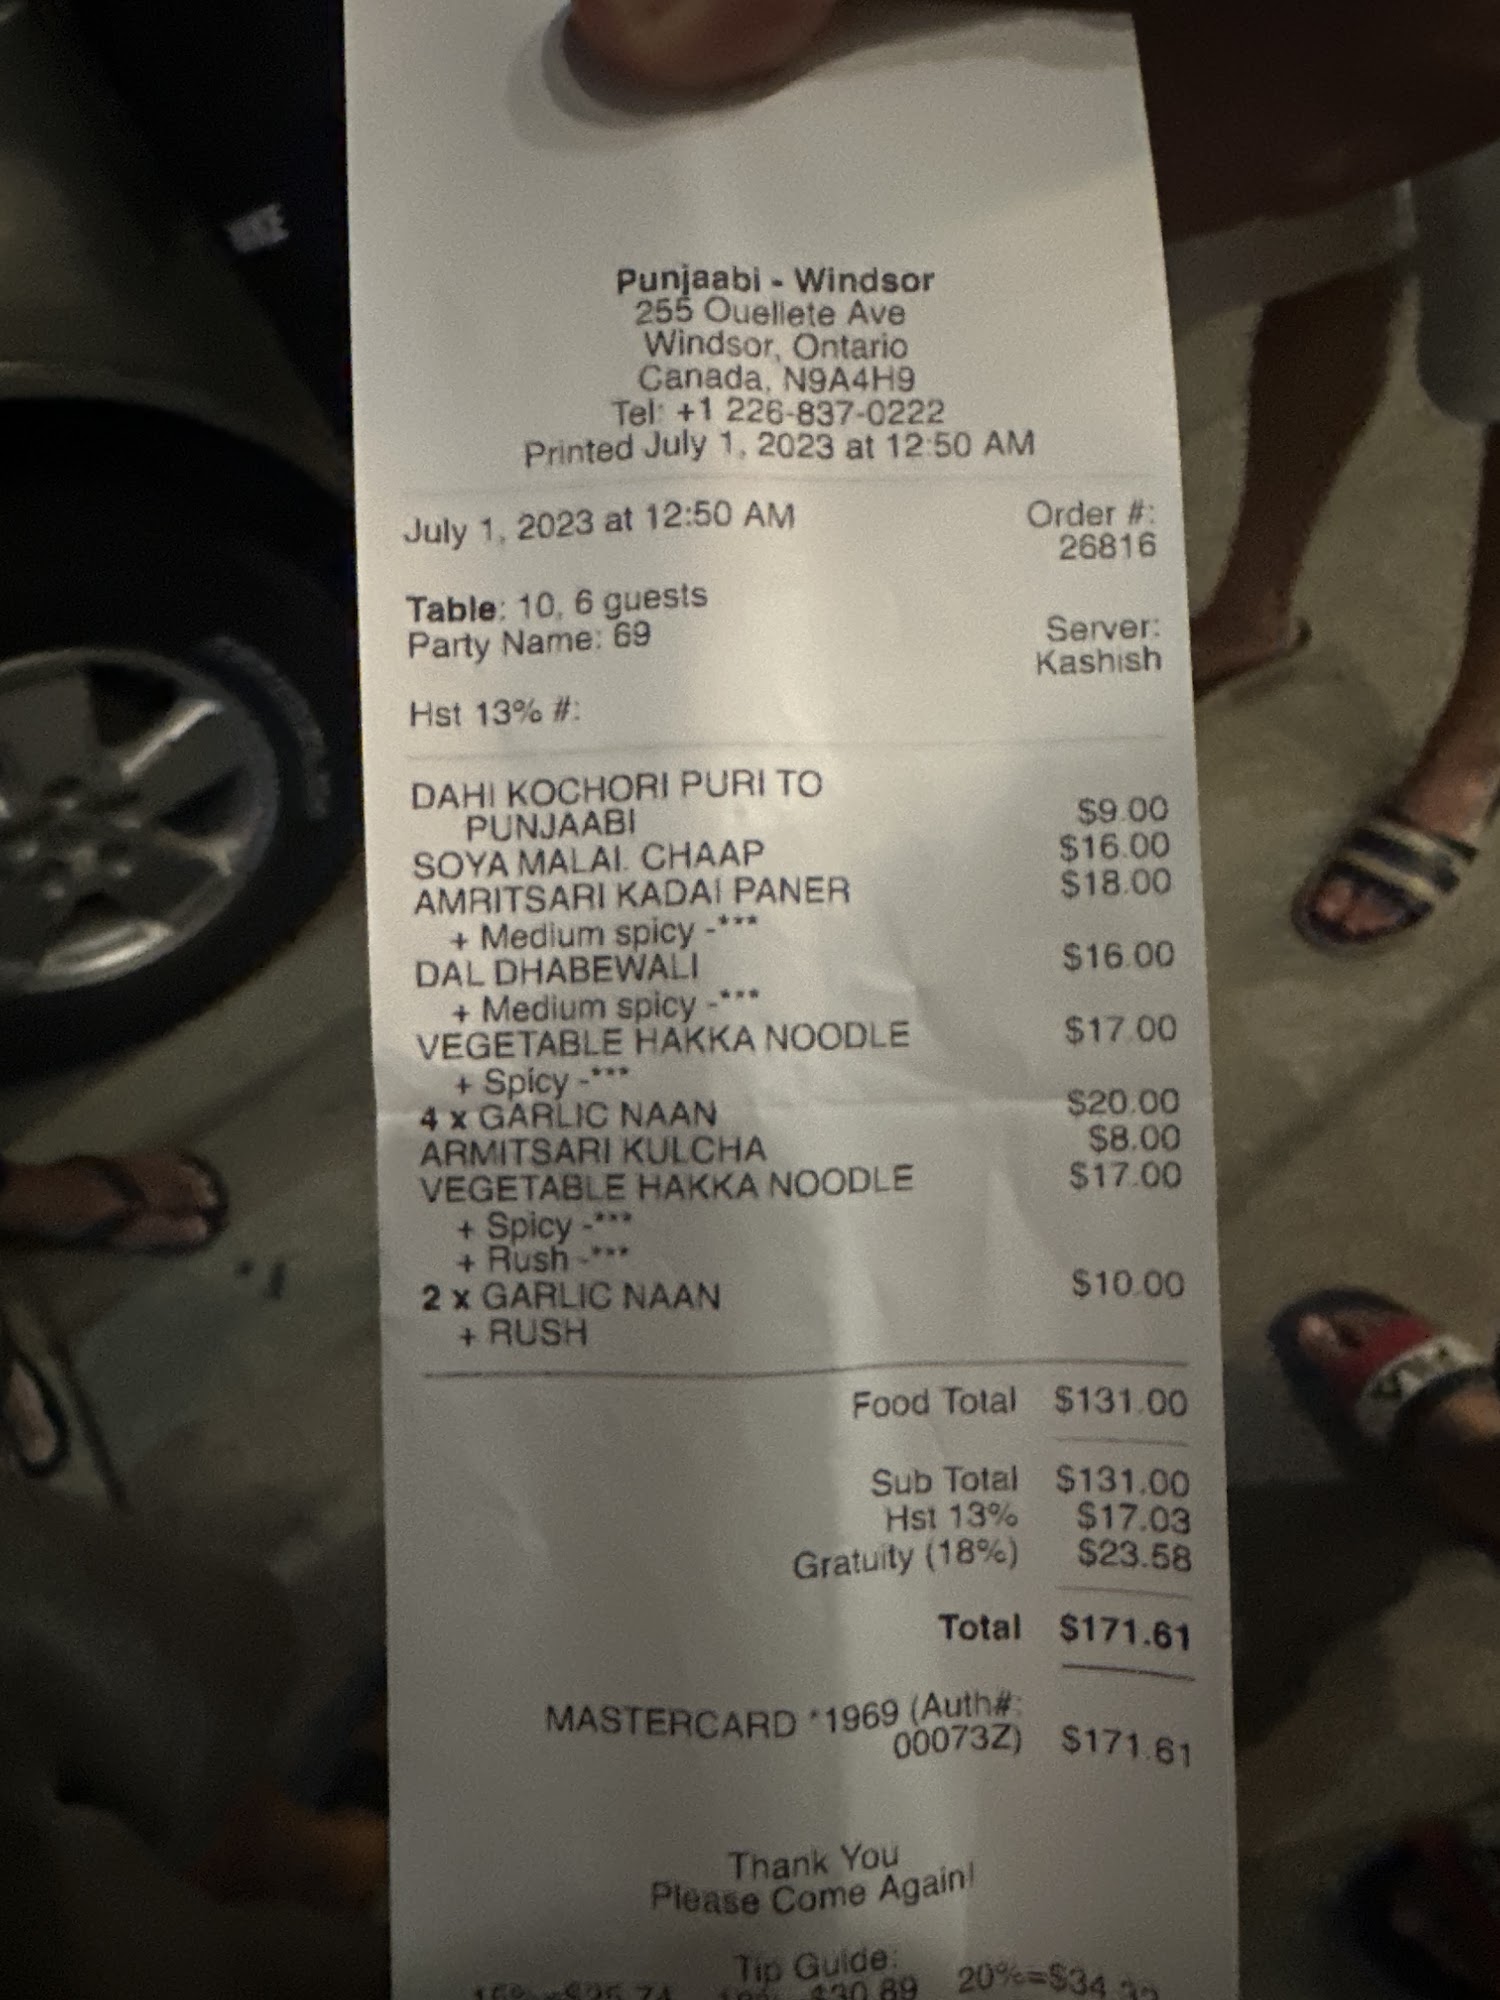 NIKE
Punjaabi - Windsor
255 Ouellete Ave
Windsor, Ontario
Canada, N9A4H9
Tel: +1 226-837-0222
Printed July 1, 2023 at 12:50 AM
July 1, 2023 at 12:50 AM Order #:
26816
Table: 10, 6 guests
Party Name: 69 Server:
Kashish
Hst 13% #:
DAHI KOCHORI PURI TO
PUNJAABI $9.00
SOYA MALAI. CHAAP $16.00
AMRITSARI KADAI PANER $18.00
+ Medium spicy -***
DAL DHABEWALI $16.00
+ Medium spicy -***
VEGETABLE HAKKA NOODLE $17.00
+ Spicy -***
4 x GARLIC NAAN $20.00
ARMITSARI KULCHA $8.00
VEGETABLE HAKKA NOODLE $17.00
+ Spicy -***
+ Rush -***
2 x GARLIC NAAN $10.00
+ RUSH
Food Total $131.00
Sub Total $131.00
Hst 13% $17.03
Gratuity (18%) $23.58
Total $171.61
MASTERCARD *1969 (Auth#:
00073Z) $171.61
Thank You
Please Come Again!
Tip Guide:
$30.89 20%=$34.32